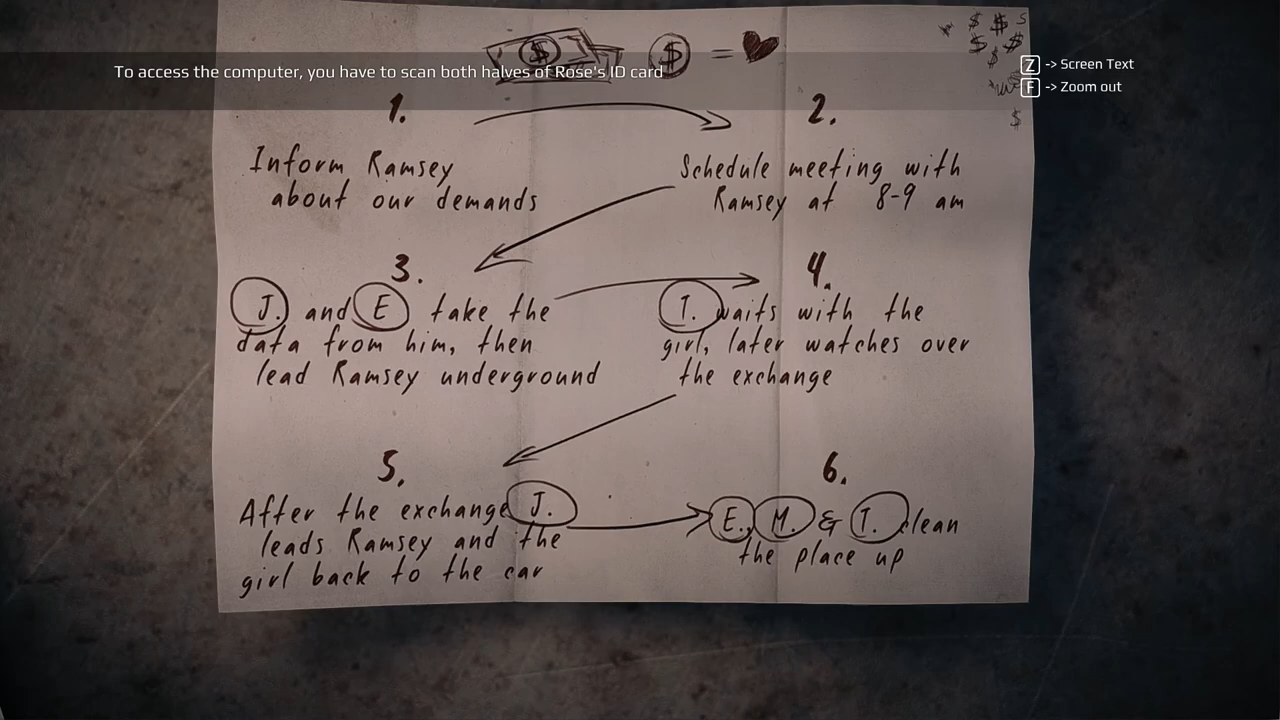 To access the computer, you have to scan both halves of Rose's ID card
Z -> Screen Text
F -> Zoom out
$ $ = ♥
1.
Inform Ramsey
about our demands
2.
Schedule meeting with
Ramsey at 8-9 am
3.
J. and E take the
data from him, then
lead Ramsey underground
4.
T. waits with the
girl, later watches over
the exchange
5.
After the exchange J.
leads Ramsey and the
girl back to the car
6.
E., M. & T. clean
the place up